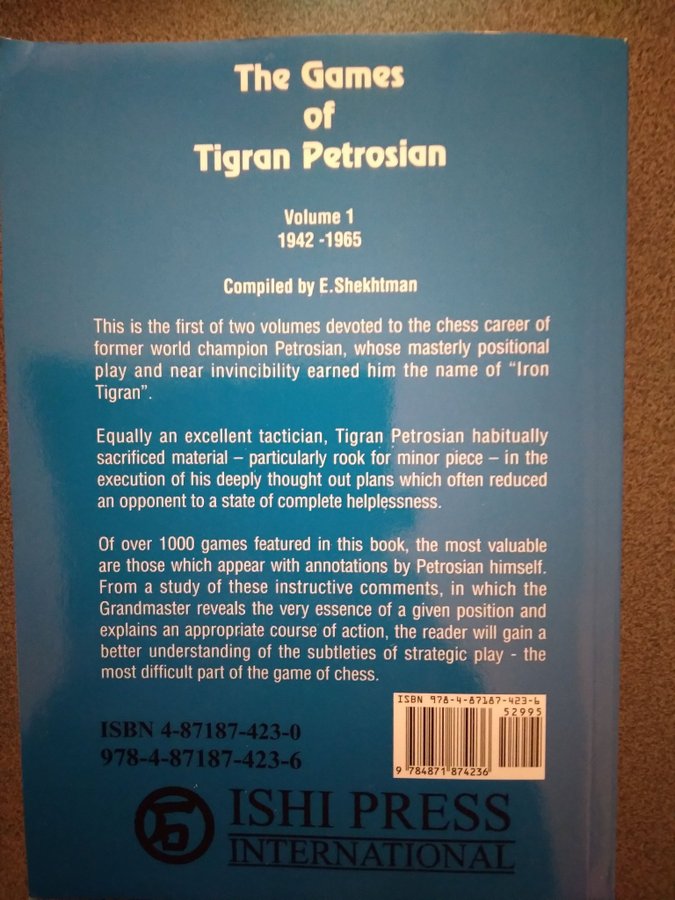 The Games
of
Tigran Petrosian
Volume 1
1942 -1965
Compiled by E.Shekhtman
This is the first of two volumes devoted to the chess career of
former world champion Petrosian, whose masterly positional
play and near invincibility earned him the name of “Iron
Tigran”.
Equally an excellent tactician, Tigran Petrosian habitually
sacrificed material – particularly rook for minor piece – in the
execution of his deeply thought out plans which often reduced
an opponent to a state of complete helplessness.
Of over 1000 games featured in this book, the most valuable
are those which appear with annotations by Petrosian himself.
From a study of these instructive comments, in which the
Grandmaster reveals the very essence of a given position and
explains an appropriate course of action, the reader will gain a
better understanding of the subtleties of strategic play - the
most difficult part of the game of chess.
ISBN 4-87187-423-0
978-4-87187-423-6
ISBN 978-4-87187-423-6
52995
9 784871 874236
石
ISHI PRESS
INTERNATIONAL